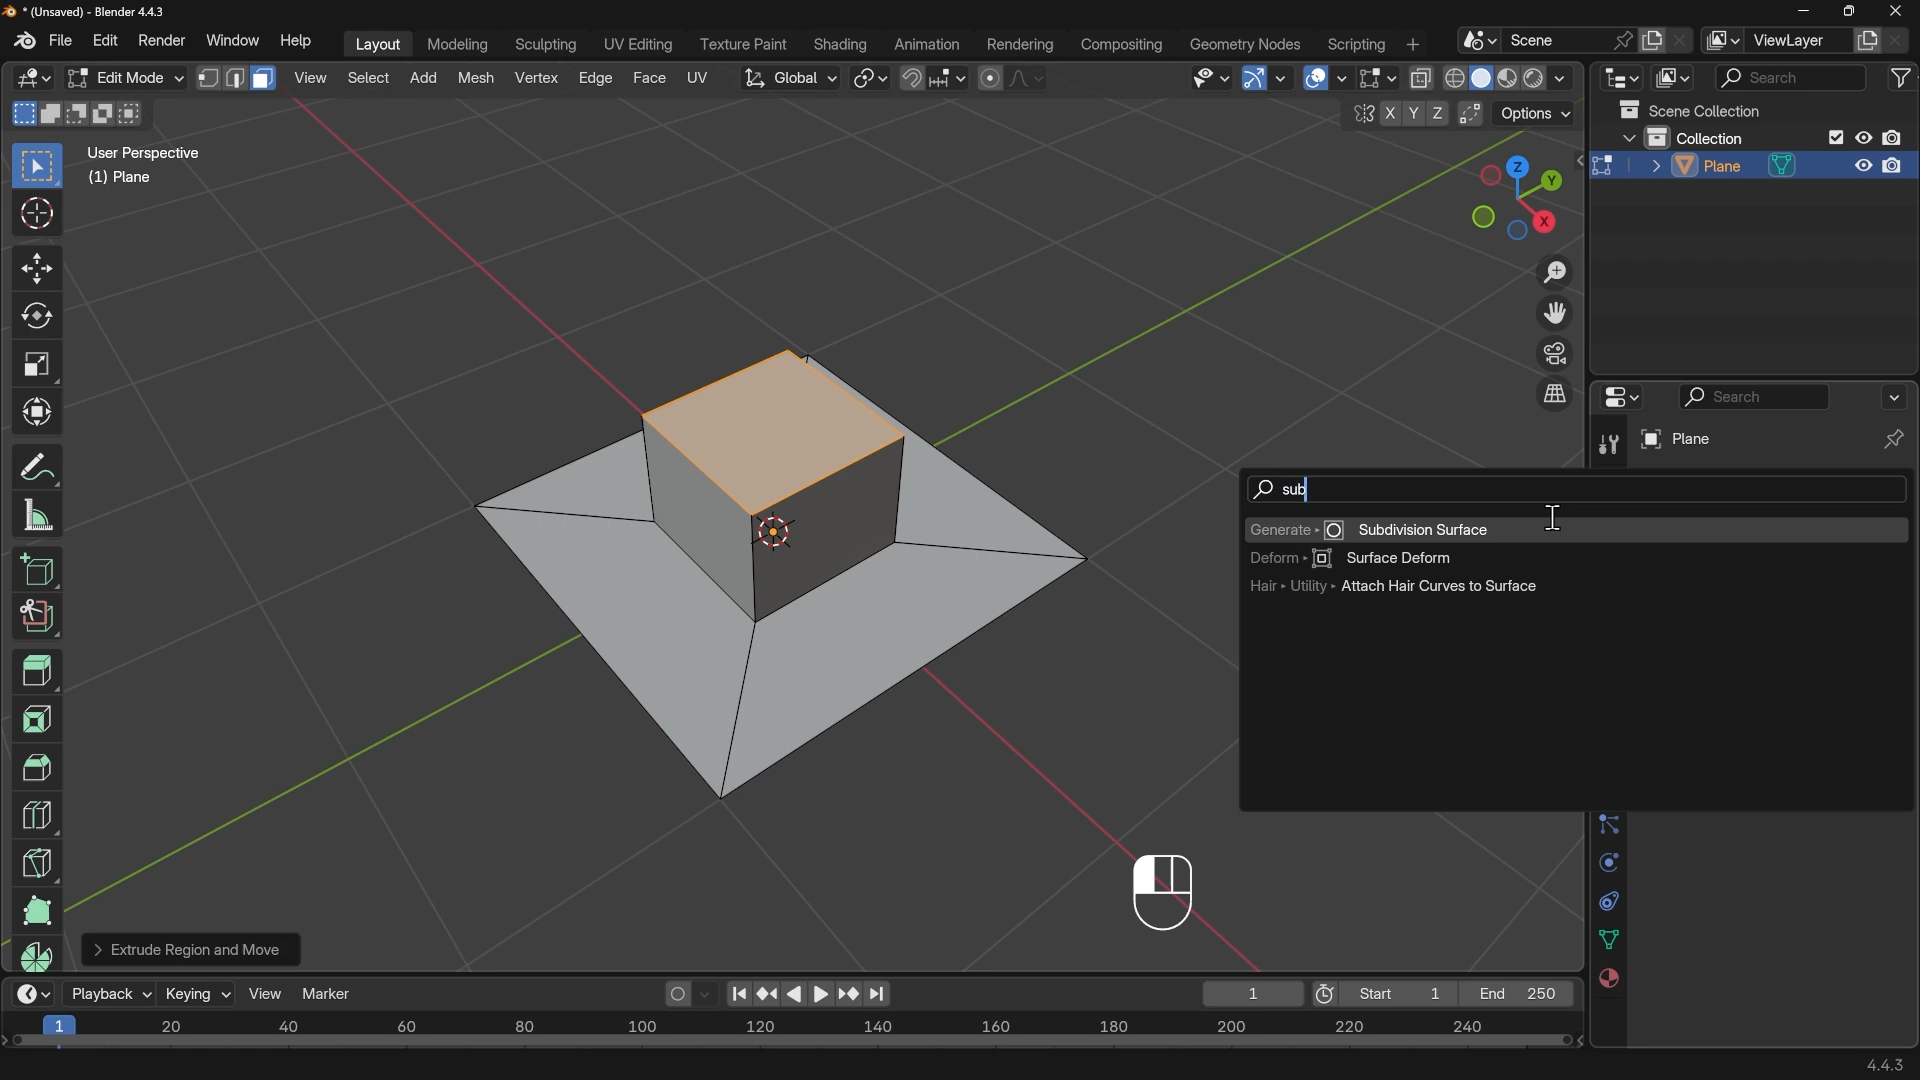 * (Unsaved) - Blender 4.4.3
File Edit Render Window Help Layout Modeling Sculpting UV Editing Texture Paint Shading Animation Rendering Compositing Geometry Nodes Scripting + Scene ViewLayer
Edit Mode View Select Add Mesh Vertex Edge Face UV Global Search
X Y Z Options
Scene Collection
Collection
Plane
User Perspective
(1) Plane
Z
Y
X
Search
Plane
sub
Generate ▸ Subdivision Surface
Deform ▸ Surface Deform
Hair ▸ Utility ▸ Attach Hair Curves to Surface
Extrude Region and Move
Playback Keying View Marker 1 Start 1 End 250
1 20 40 60 80 100 120 140 160 180 200 220 240
4.4.3